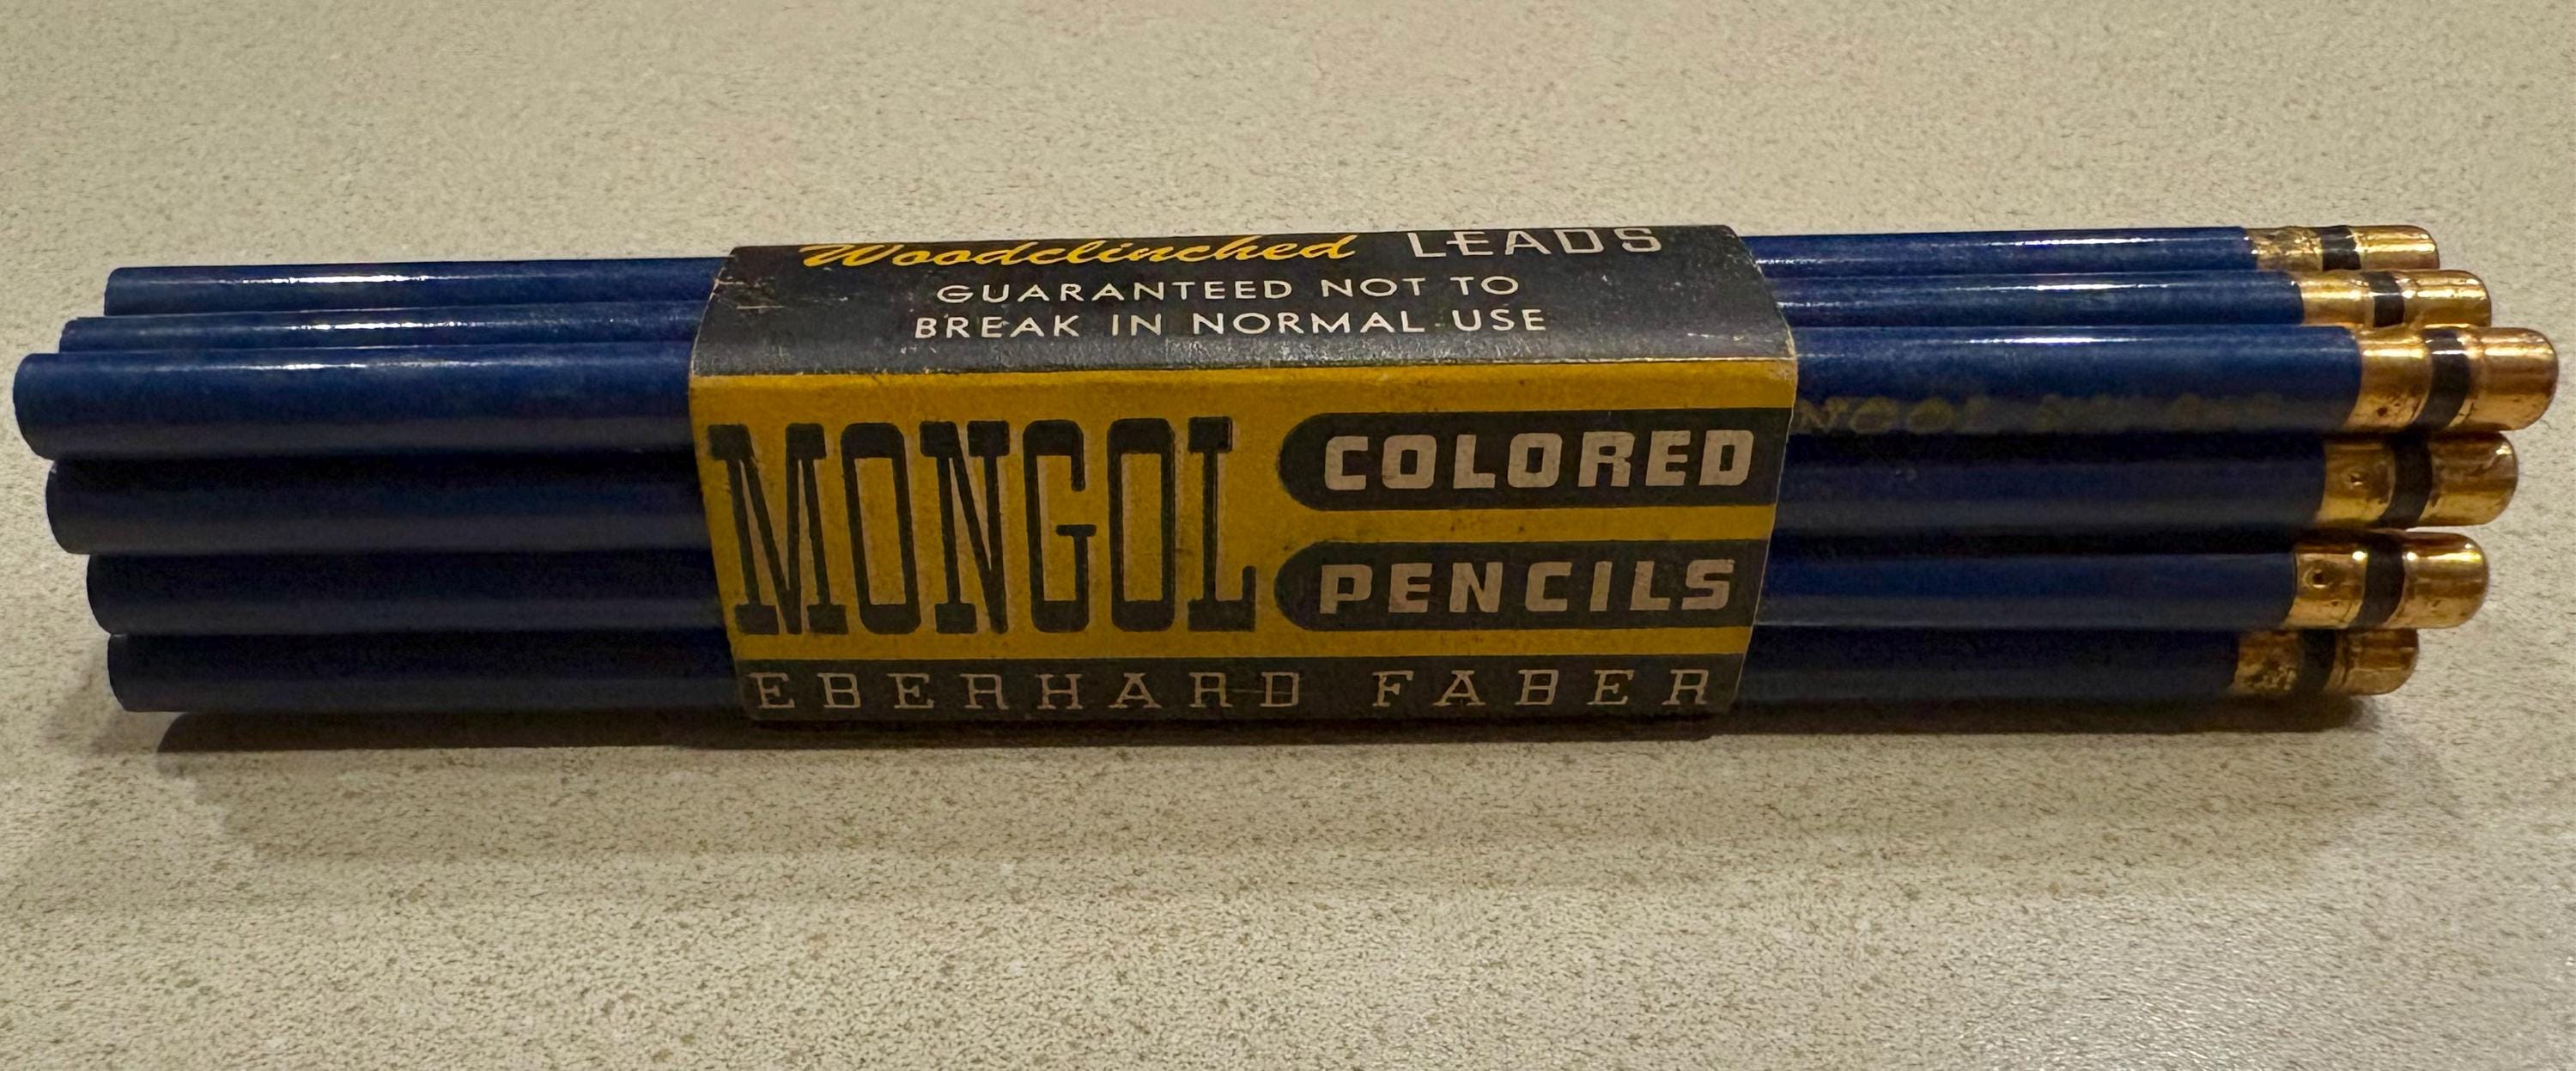 Woodclinched LEADS
GUARANTEED NOT TO
BREAK IN NORMAL USE
MONGOL COLORED
PENCILS
EBERHARD FABER